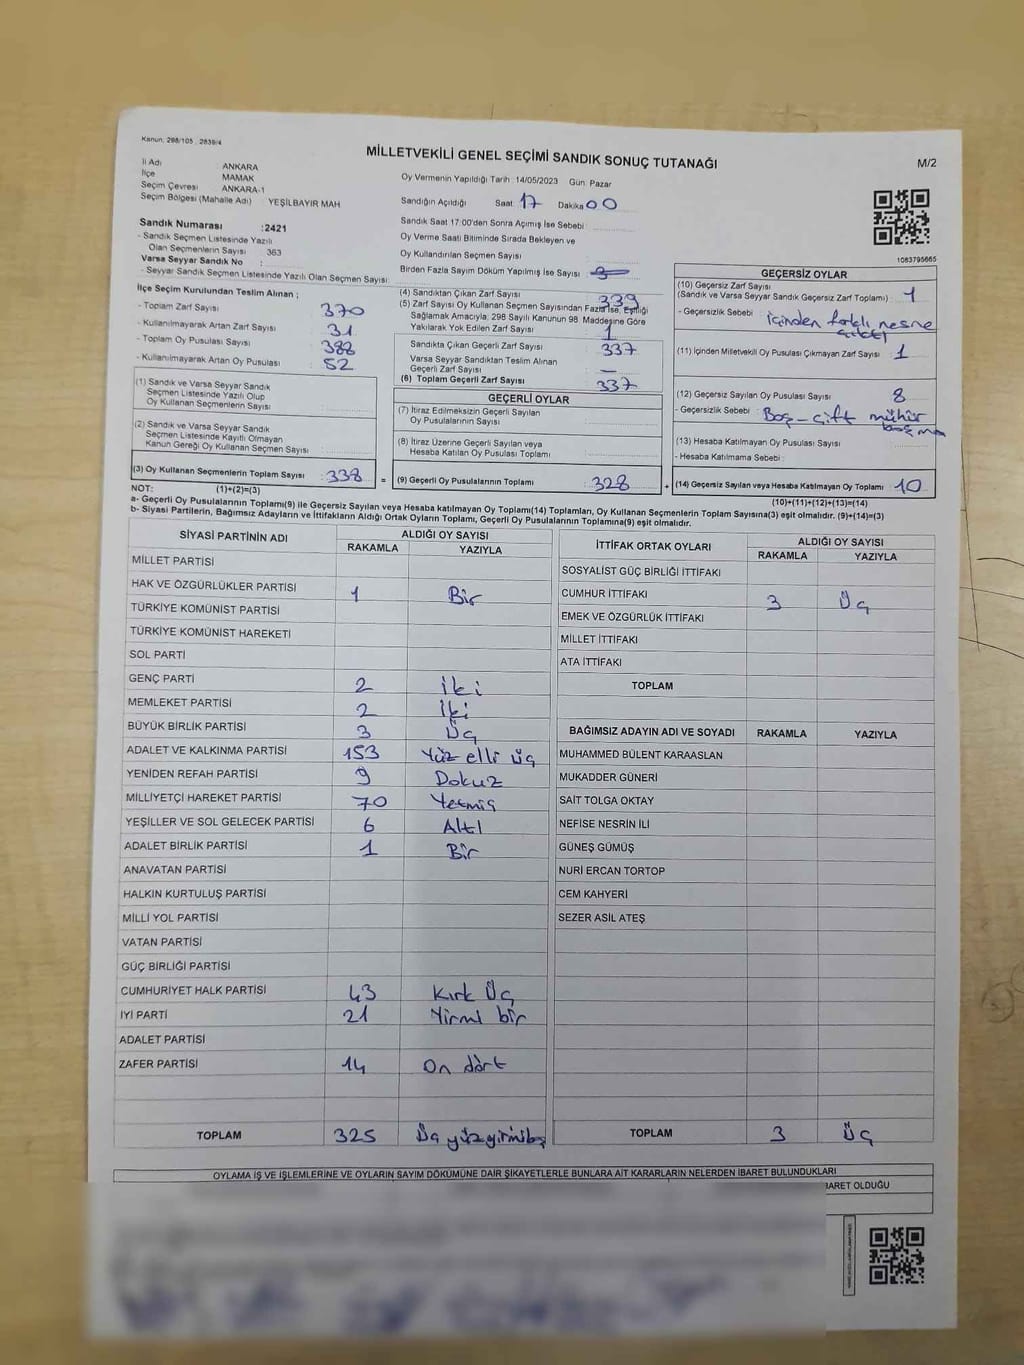 Kanun: 298/105 , 2839/4
MİLLETVEKİLİ GENEL SEÇİMİ SANDIK SONUÇ TUTANAĞI
M/2
İl Adı ANKARA
İlçe MAMAK
Seçim Çevresi ANKARA-1
Seçim Bölgesi (Mahalle Adı) YEŞİLBAYIR MAH
Oy Vermenin Yapıldığı Tarih : 14/05/2023 Gün: Pazar
Sandığın Açıldığı Saat 17 Dakika 00
Sandık Saat 17:00'den Sonra Açımış İse Sebebi
Oy Verme Saati Bitiminde Sırada Bekleyen ve
Oy Kullandırılan Seçmen Sayısı
Birden Fazla Sayım Döküm Yapılmış İse Sayısı
Sandık Numarası :2421
- Sandık Seçmen Listesinde Yazılı
Olan Seçmenlerin Sayısı 363
Varsa Seyyar Sandık No :
- Seyyar Sandık Seçmen Listesinde Yazılı Olan Seçmen Sayısı:
1083795665
İlçe Seçim Kurulundan Teslim Alınan ;
- Toplam Zarf Sayısı : 370
- Kullanılmayarak Artan Zarf Sayısı : 31
- Toplam Oy Pusulası Sayısı : 388
- Kullanılmayarak Artan Oy Pusulası : 52
(1) Sandık ve Varsa Seyyar Sandık
Seçmen Listesinde Yazılı Olup
Oy Kullanan Seçmenlerin Sayısı
(2) Sandık ve Varsa Seyyar Sandık
Seçmen Listesinde Kayıtlı Olmayan
Kanun Gereği Oy Kullanan Seçmen Sayısı
(3) Oy Kullanan Seçmenlerin Toplam Sayısı : 338 =
(4) Sandıktan Çıkan Zarf Sayısı 339
(5) Zarf Sayısı Oy Kullanan Seçmen Sayısından Fazla İse, Eşitliği
Sağlamak Amacıyla; 298 Sayılı Kanunun 98. Maddesine Göre
Yakılarak Yok Edilen Zarf Sayısı 1
Sandıkta Çıkan Geçerli Zarf Sayısı : 337
Varsa Seyyar Sandıktan Teslim Alınan
Geçerli Zarf Sayısı : —
(6) Toplam Geçerli Zarf Sayısı : 337
GEÇERLİ OYLAR
(7) İtiraz Edilmeksizin Geçerli Sayılan
Oy Pusulalarının Sayısı
(8) İtiraz Üzerine Geçerli Sayılan veya
Hesaba Katılan Oy Pusulası Toplamı
(9) Geçerli Oy Pusulalarının Toplamı : 328 +
GEÇERSİZ OYLAR
(10) Geçersiz Zarf Sayısı
(Sandık ve Varsa Seyyar Sandık Geçersiz Zarf Toplamı) : 1
- Geçersizlik Sebebi : içinden farklı nesne
(11) İçinden Milletvekili Oy Pusulası Çıkmayan Zarf Sayısı : 1
(12) Geçersiz Sayılan Oy Pusulası Sayısı : 8
- Geçersizlik Sebebi : Boş - çift mühür
(13) Hesaba Katılmayan Oy Pusulası Sayısı
- Hesaba Katılmama Sebebi :
(14) Geçersiz Sayılan veya Hesaba Katılmayan Oy Toplamı : 10
NOT: (1)+(2)=(3) (10)+(11)+(12)+(13)=(14)
a- Geçerli Oy Pusulalarının Toplamı(9) ile Geçersiz Sayılan veya Hesaba katılmayan Oy Toplamı(14) Toplamları, Oy Kullanan Seçmenlerin Toplam Sayısına(3) eşit olmalıdır. (9)+(14)=(3)
b- Siyasi Partilerin, Bağımsız Adayların ve İttifakların Aldığı Ortak Oyların Toplamı, Geçerli Oy Pusulalarının Toplamına(9) eşit olmalıdır.
SİYASİ PARTİNİN ADI ALDIĞI OY SAYISI
RAKAMLA YAZIYLA
MİLLET PARTİSİ
HAK VE ÖZGÜRLÜKLER PARTİSİ 1 Bir
TÜRKİYE KOMÜNİST PARTİSİ
TÜRKİYE KOMÜNİST HAREKETİ
SOL PARTİ
GENÇ PARTİ 2 İki
MEMLEKET PARTİSİ 2 İki
BÜYÜK BİRLİK PARTİSİ 3 Üç
ADALET VE KALKINMA PARTİSİ 153 Yüz elli üç
YENİDEN REFAH PARTİSİ 9 Dokuz
MİLLİYETÇİ HAREKET PARTİSİ 70 Yetmiş
YEŞİLLER VE SOL GELECEK PARTİSİ 6 Altı
ADALET BİRLİK PARTİSİ 1 Bir
ANAVATAN PARTİSİ
HALKIN KURTULUŞ PARTİSİ
MİLLİ YOL PARTİSİ
VATAN PARTİSİ
GÜÇ BİRLİĞİ PARTİSİ
CUMHURİYET HALK PARTİSİ 43 Kırk Üç
İYİ PARTİ 21 Yirmi bir
ADALET PARTİSİ
ZAFER PARTİSİ 14 On dört
TOPLAM 325 Üç yüz yirmibeş
İTTİFAK ORTAK OYLARI ALDIĞI OY SAYISI
RAKAMLA YAZIYLA
SOSYALİST GÜÇ BİRLİĞİ İTTİFAKI
CUMHUR İTTİFAKI 3 Üç
EMEK VE ÖZGÜRLÜK İTTİFAKI
MİLLET İTTİFAKI
ATA İTTİFAKI
TOPLAM
BAĞIMSIZ ADAYIN ADI VE SOYADI RAKAMLA YAZIYLA
MUHAMMED BÜLENT KARAASLAN
MUKADDER GÜNERİ
SAİT TOLGA OKTAY
NEFİSE NESRİN İLİ
GÜNEŞ GÜMÜŞ
NURİ ERCAN TORTOP
CEM KAHYERİ
SEZER ASİL ATEŞ
TOPLAM 3 Üç
OYLAMA İŞ VE İŞLEMLERİNE VE OYLARIN SAYIM DÖKÜMÜNE DAİR ŞİKAYETLERLE BUNLARA AİT KARARLARIN NELERDEN İBARET BULUNDUKLARI
BARET OLDUĞU